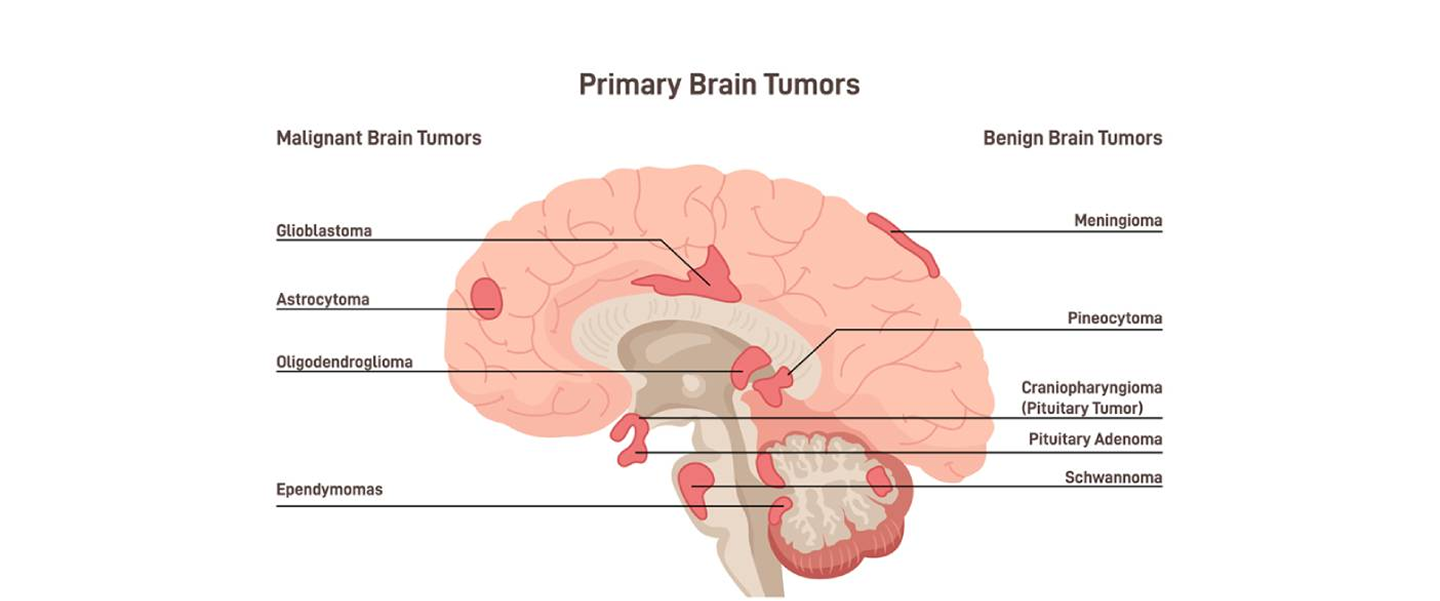 Primary Brain Tumors
Malignant Brain Tumors
Benign Brain Tumors
Glioblastoma
Astrocytoma
Oligodendroglioma
Ependymomas
Meningioma
Pineocytoma
Craniopharyngioma
(Pituitary Tumor)
Pituitary Adenoma
Schwannoma